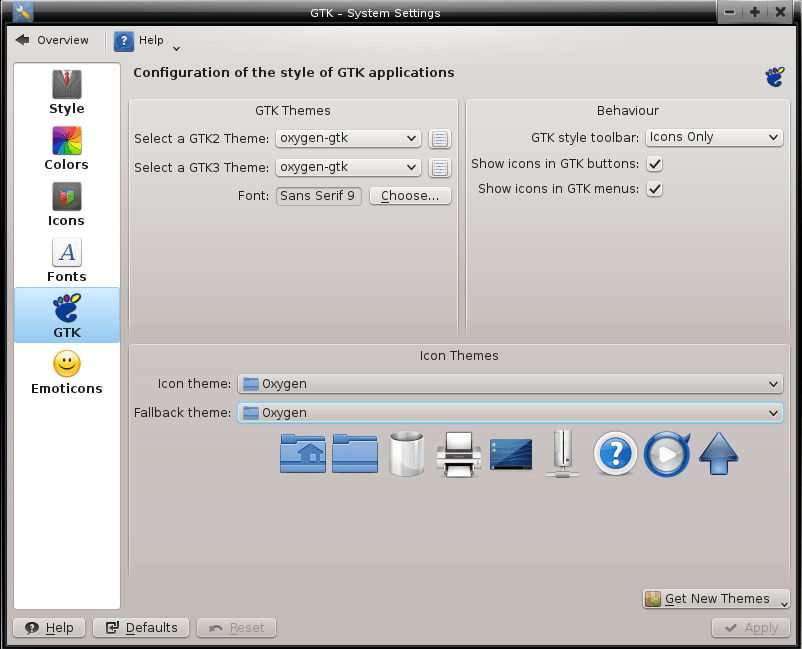 GTK – System Settings
Overview
Help
Configuration of the style of GTK applications
Style
Colors
Icons
Fonts
GTK
Emoticons
GTK Themes
Select a GTK2 Theme: oxygen-gtk
Select a GTK3 Theme: oxygen-gtk
Font: Sans Serif 9 Choose...
Behaviour
GTK style toolbar: Icons Only
Show icons in GTK buttons:
Show icons in GTK menus:
Icon Themes
Icon theme: Oxygen
Fallback theme: Oxygen
Get New Themes
Help
Defaults
Reset
Apply